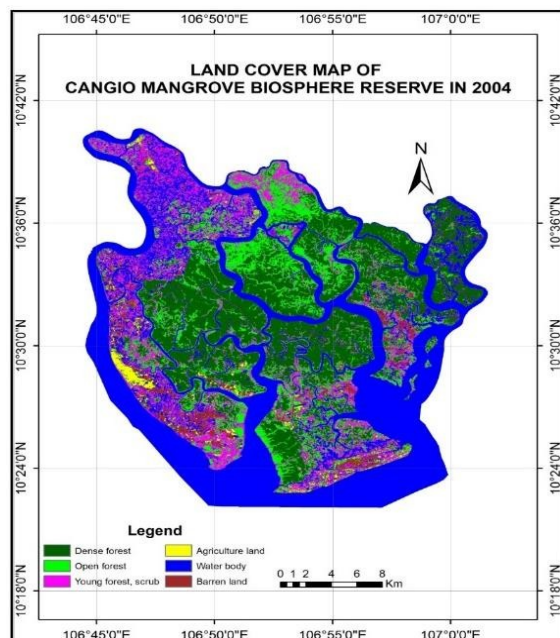 106°45'0"E 106°50'0"E 106°55'0"E 107°0'0"E
LAND COVER MAP OF
CANGIO MANGROVE BIOSPHERE RESERVE IN 2004
10°42'0"N 10°42'0"N
N
10°36'0"N 10°36'0"N
10°30'0"N 10°30'0"N
10°24'0"N 10°24'0"N
Legend
Dense forest Agriculture land
Open forest Water body
Young forest, scrub Barren land
0 1 2 4 6 8
Km
10°18'0"N 10°18'0"N
106°45'0"E 106°50'0"E 106°55'0"E 107°0'0"E